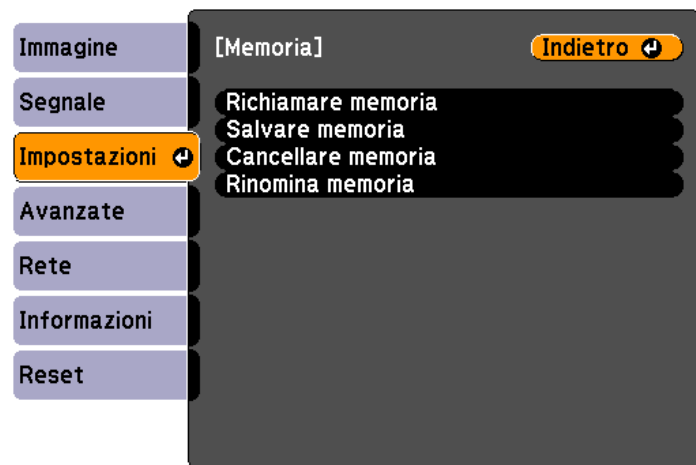 Immagine
Segnale
Impostazioni
Avanzate
Rete
Informazioni
Reset
[Memoria]
Indietro
Richiamare memoria
Salvare memoria
Cancellare memoria
Rinomina memoria